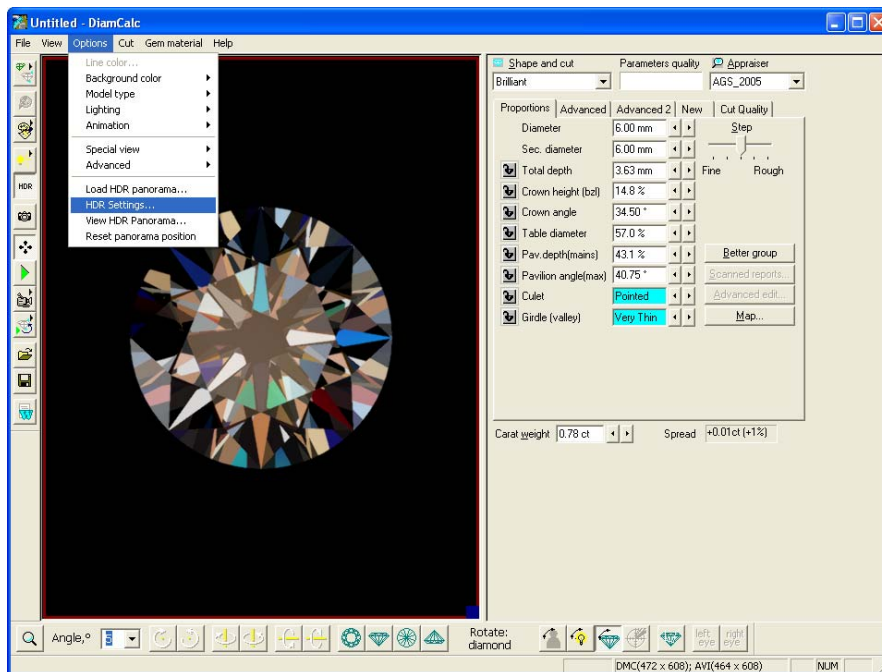 Untitled - DiamCalc
File View Options Cut Gem material Help
Line color...
Background color
Model type
Lighting
Animation
Special view
Advanced
Load HDR panorama...
HDR Settings...
View HDR Panorama...
Reset panorama position
HDR
Shape and cut Parameters quality Appraiser
Brilliant AGS_2005
Proportions Advanced Advanced 2 New Cut Quality
Diameter 6.00 mm Step
Sec. diameter 6.00 mm
Total depth 3.63 mm Fine Rough
Crown height (bzl) 14.8 %
Crown angle 34.50 °
Table diameter 57.0 %
Pav.depth(mains) 43.1 % Better group
Pavilion angle(max) 40.75 ° Scanned reports...
Culet Pointed Advanced edit...
Girdle (valley) Very Thin Map...
Carat weight 0.78 ct Spread +0.01ct (+1%)
Angle,° 5 Rotate: diamond left eye right eye
DMC(472 x 608); AVI(464 x 608) NUM